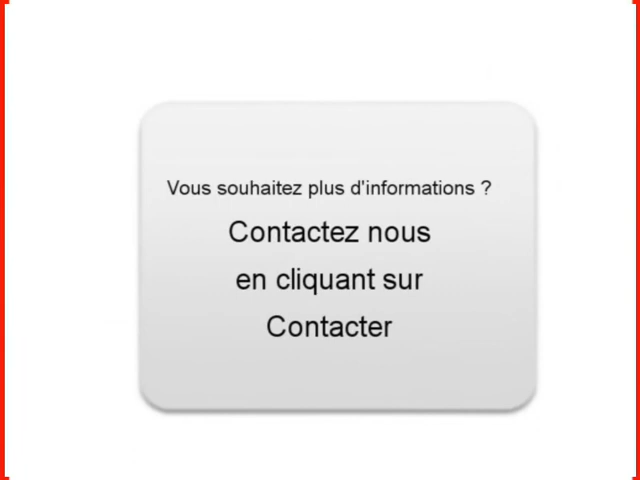 Vous souhaitez plus d'informations ?
Contactez nous
en cliquant sur
Contacter